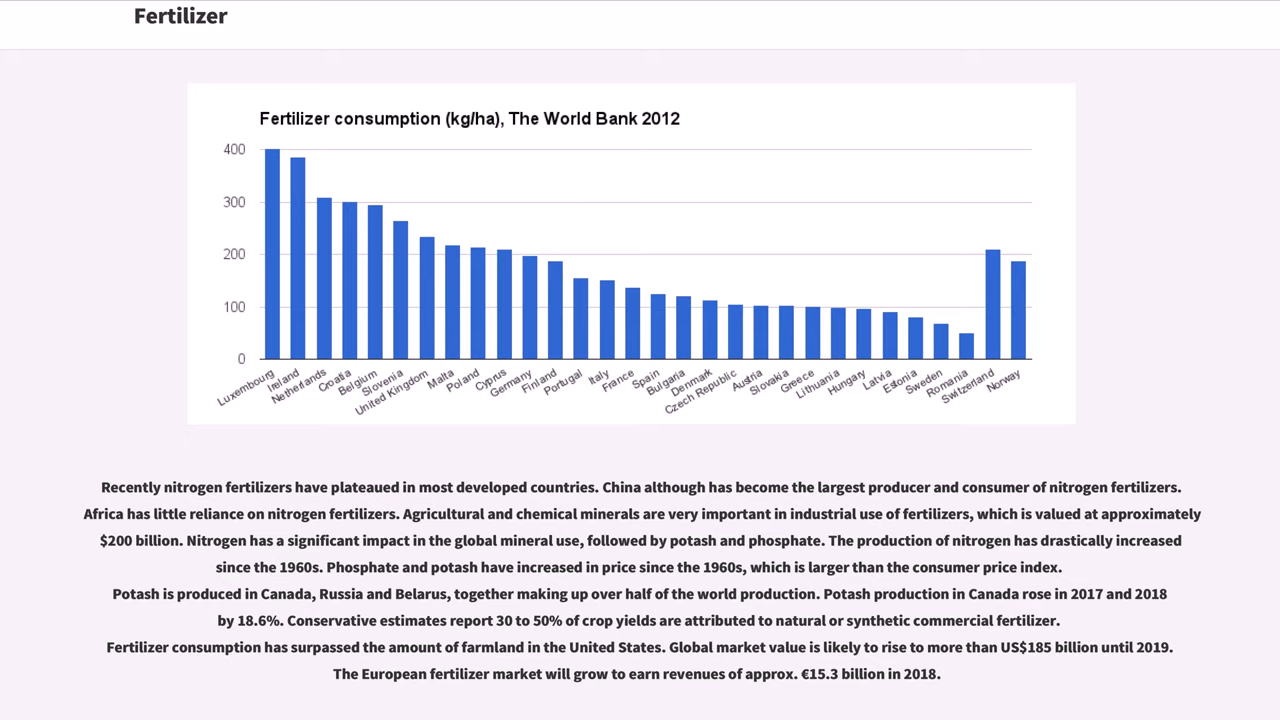 Fertilizer
Fertilizer consumption (kg/ha), The World Bank 2012
400
300
200
100
0
Luxembourg
Ireland
Netherlands
Croatia
Belgium
Slovenia
United Kingdom
Malta
Poland
Cyprus
Germany
Finland
Portugal
Italy
France
Spain
Bulgaria
Denmark
Czech Republic
Austria
Slovakia
Greece
Lithuania
Hungary
Latvia
Estonia
Sweden
Romania
Switzerland
Norway
Recently nitrogen fertilizers have plateaued in most developed countries. China although has become the largest producer and consumer of nitrogen fertilizers.
Africa has little reliance on nitrogen fertilizers. Agricultural and chemical minerals are very important in industrial use of fertilizers, which is valued at approximately
$200 billion. Nitrogen has a significant impact in the global mineral use, followed by potash and phosphate. The production of nitrogen has drastically increased
since the 1960s. Phosphate and potash have increased in price since the 1960s, which is larger than the consumer price index.
Potash is produced in Canada, Russia and Belarus, together making up over half of the world production. Potash production in Canada rose in 2017 and 2018
by 18.6%. Conservative estimates report 30 to 50% of crop yields are attributed to natural or synthetic commercial fertilizer.
Fertilizer consumption has surpassed the amount of farmland in the United States. Global market value is likely to rise to more than US$185 billion until 2019.
The European fertilizer market will grow to earn revenues of approx. €15.3 billion in 2018.